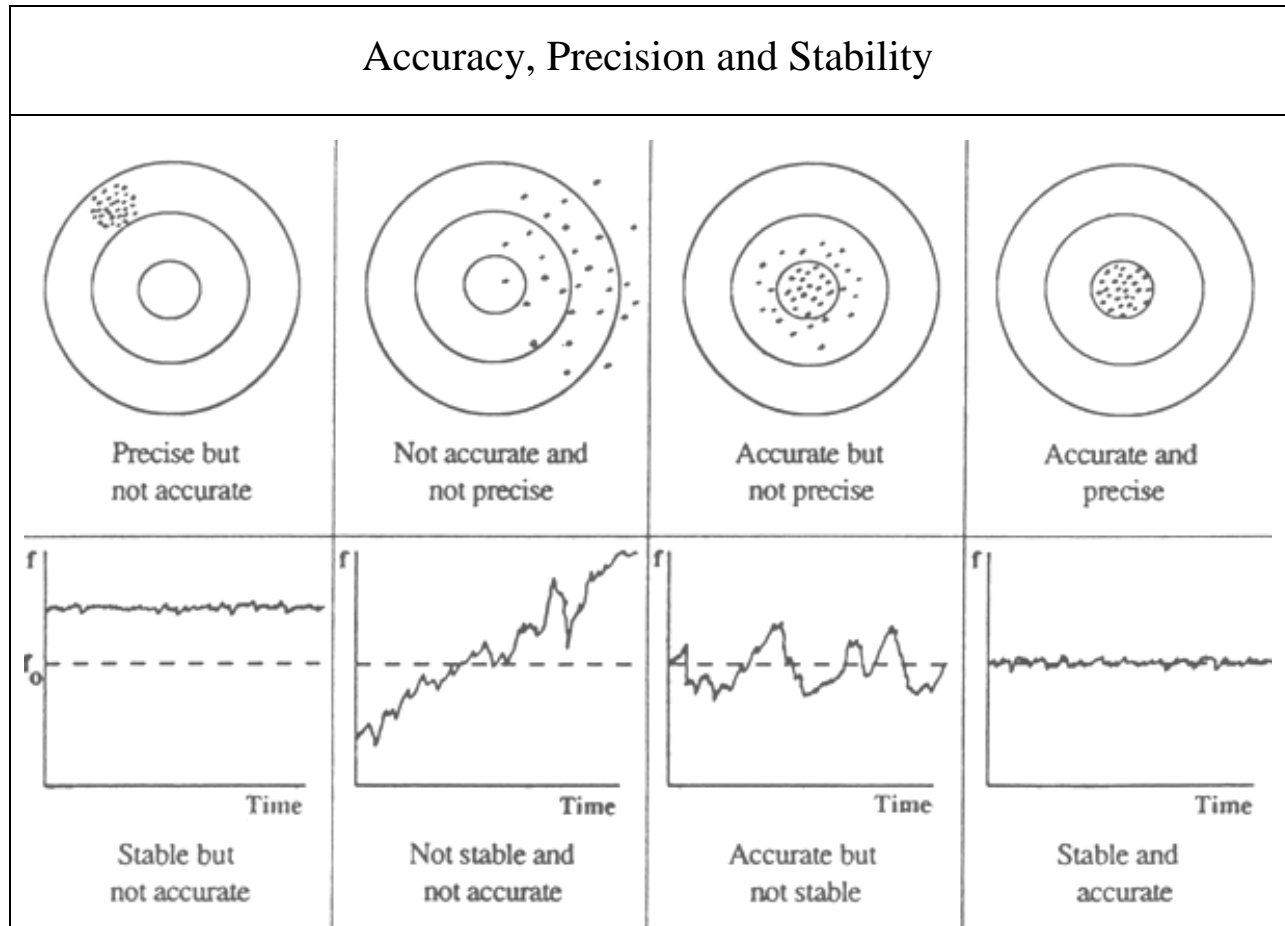 Accuracy, Precision and Stability
Precise but
not accurate
Not accurate and
not precise
Accurate but
not precise
Accurate and
precise
f
fo
Time
Stable but
not accurate
f
Time
Not stable and
not accurate
f
Time
Accurate but
not stable
f
Time
Stable and
accurate